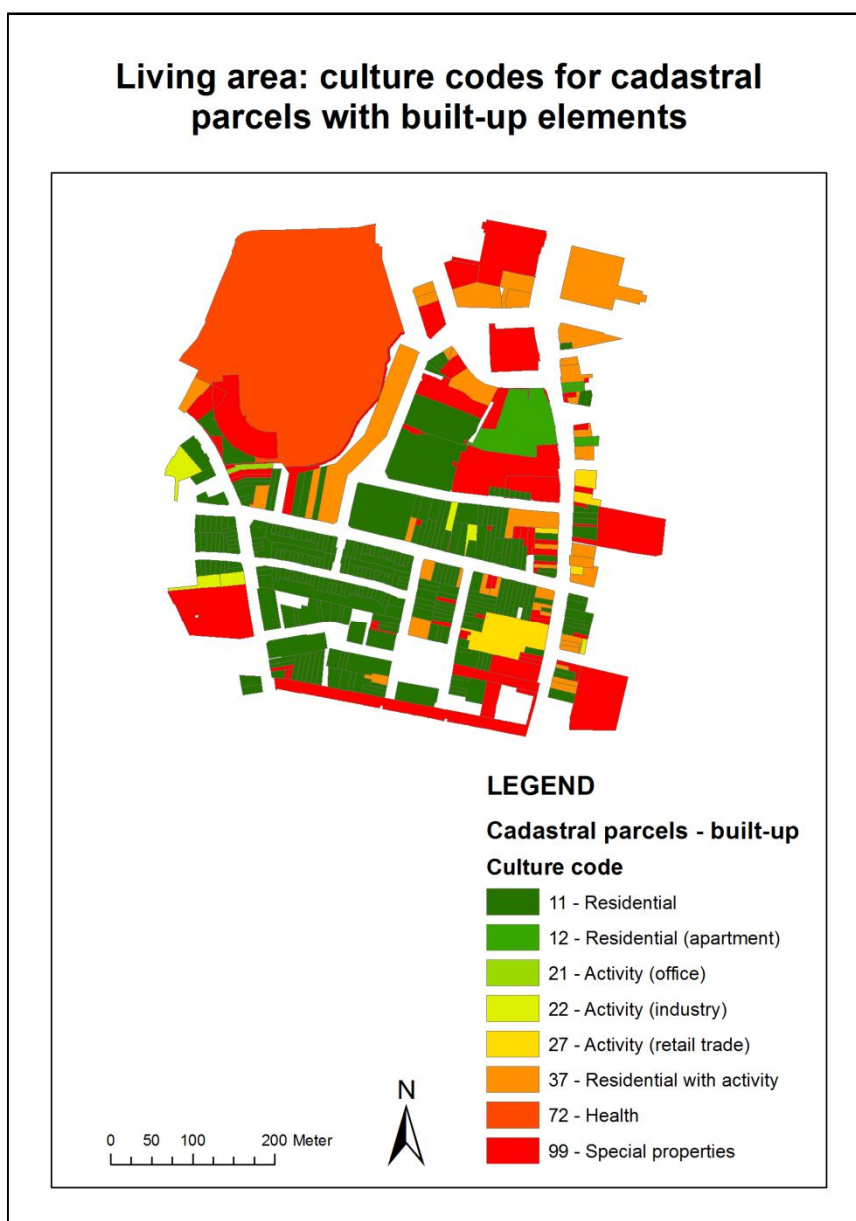 Living area: culture codes for cadastral
parcels with built-up elements
LEGEND
Cadastral parcels - built-up
Culture code
11 - Residential
12 - Residential (apartment)
21 - Activity (office)
22 - Activity (industry)
27 - Activity (retail trade)
37 - Residential with activity
72 - Health
99 - Special properties
N
0 50 100 200 Meter